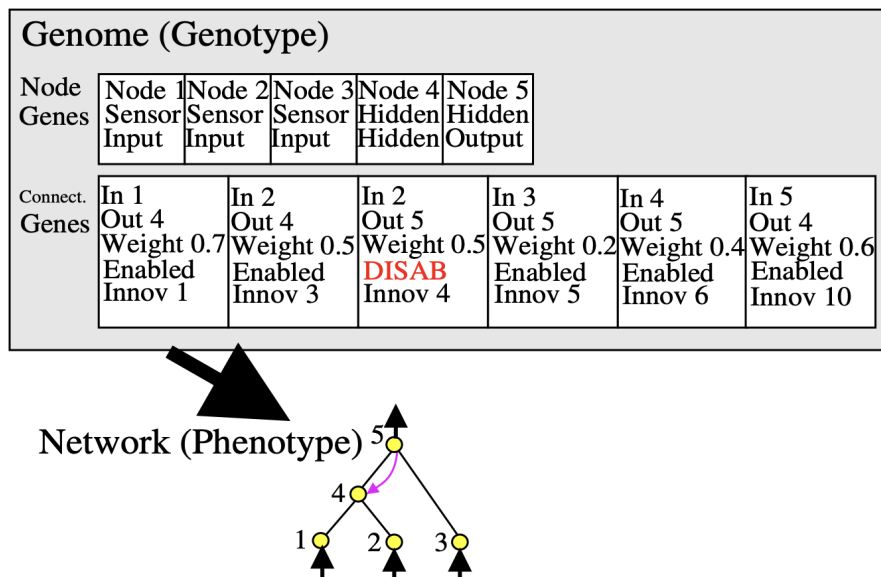 Genome (Genotype)
Node Genes
Node 1 Sensor Input
Node 2 Sensor Input
Node 3 Sensor Input
Node 4 Hidden Hidden
Node 5 Hidden Output
Connect. Genes
In 1
Out 4
Weight 0.7
Enabled
Innov 1
In 2
Out 4
Weight 0.5
Enabled
Innov 3
In 2
Out 5
Weight 0.5
DISAB
Innov 4
In 3
Out 5
Weight 0.2
Enabled
Innov 5
In 4
Out 5
Weight 0.4
Enabled
Innov 6
In 5
Out 4
Weight 0.6
Enabled
Innov 10
Network (Phenotype)
5
4
1 2 3